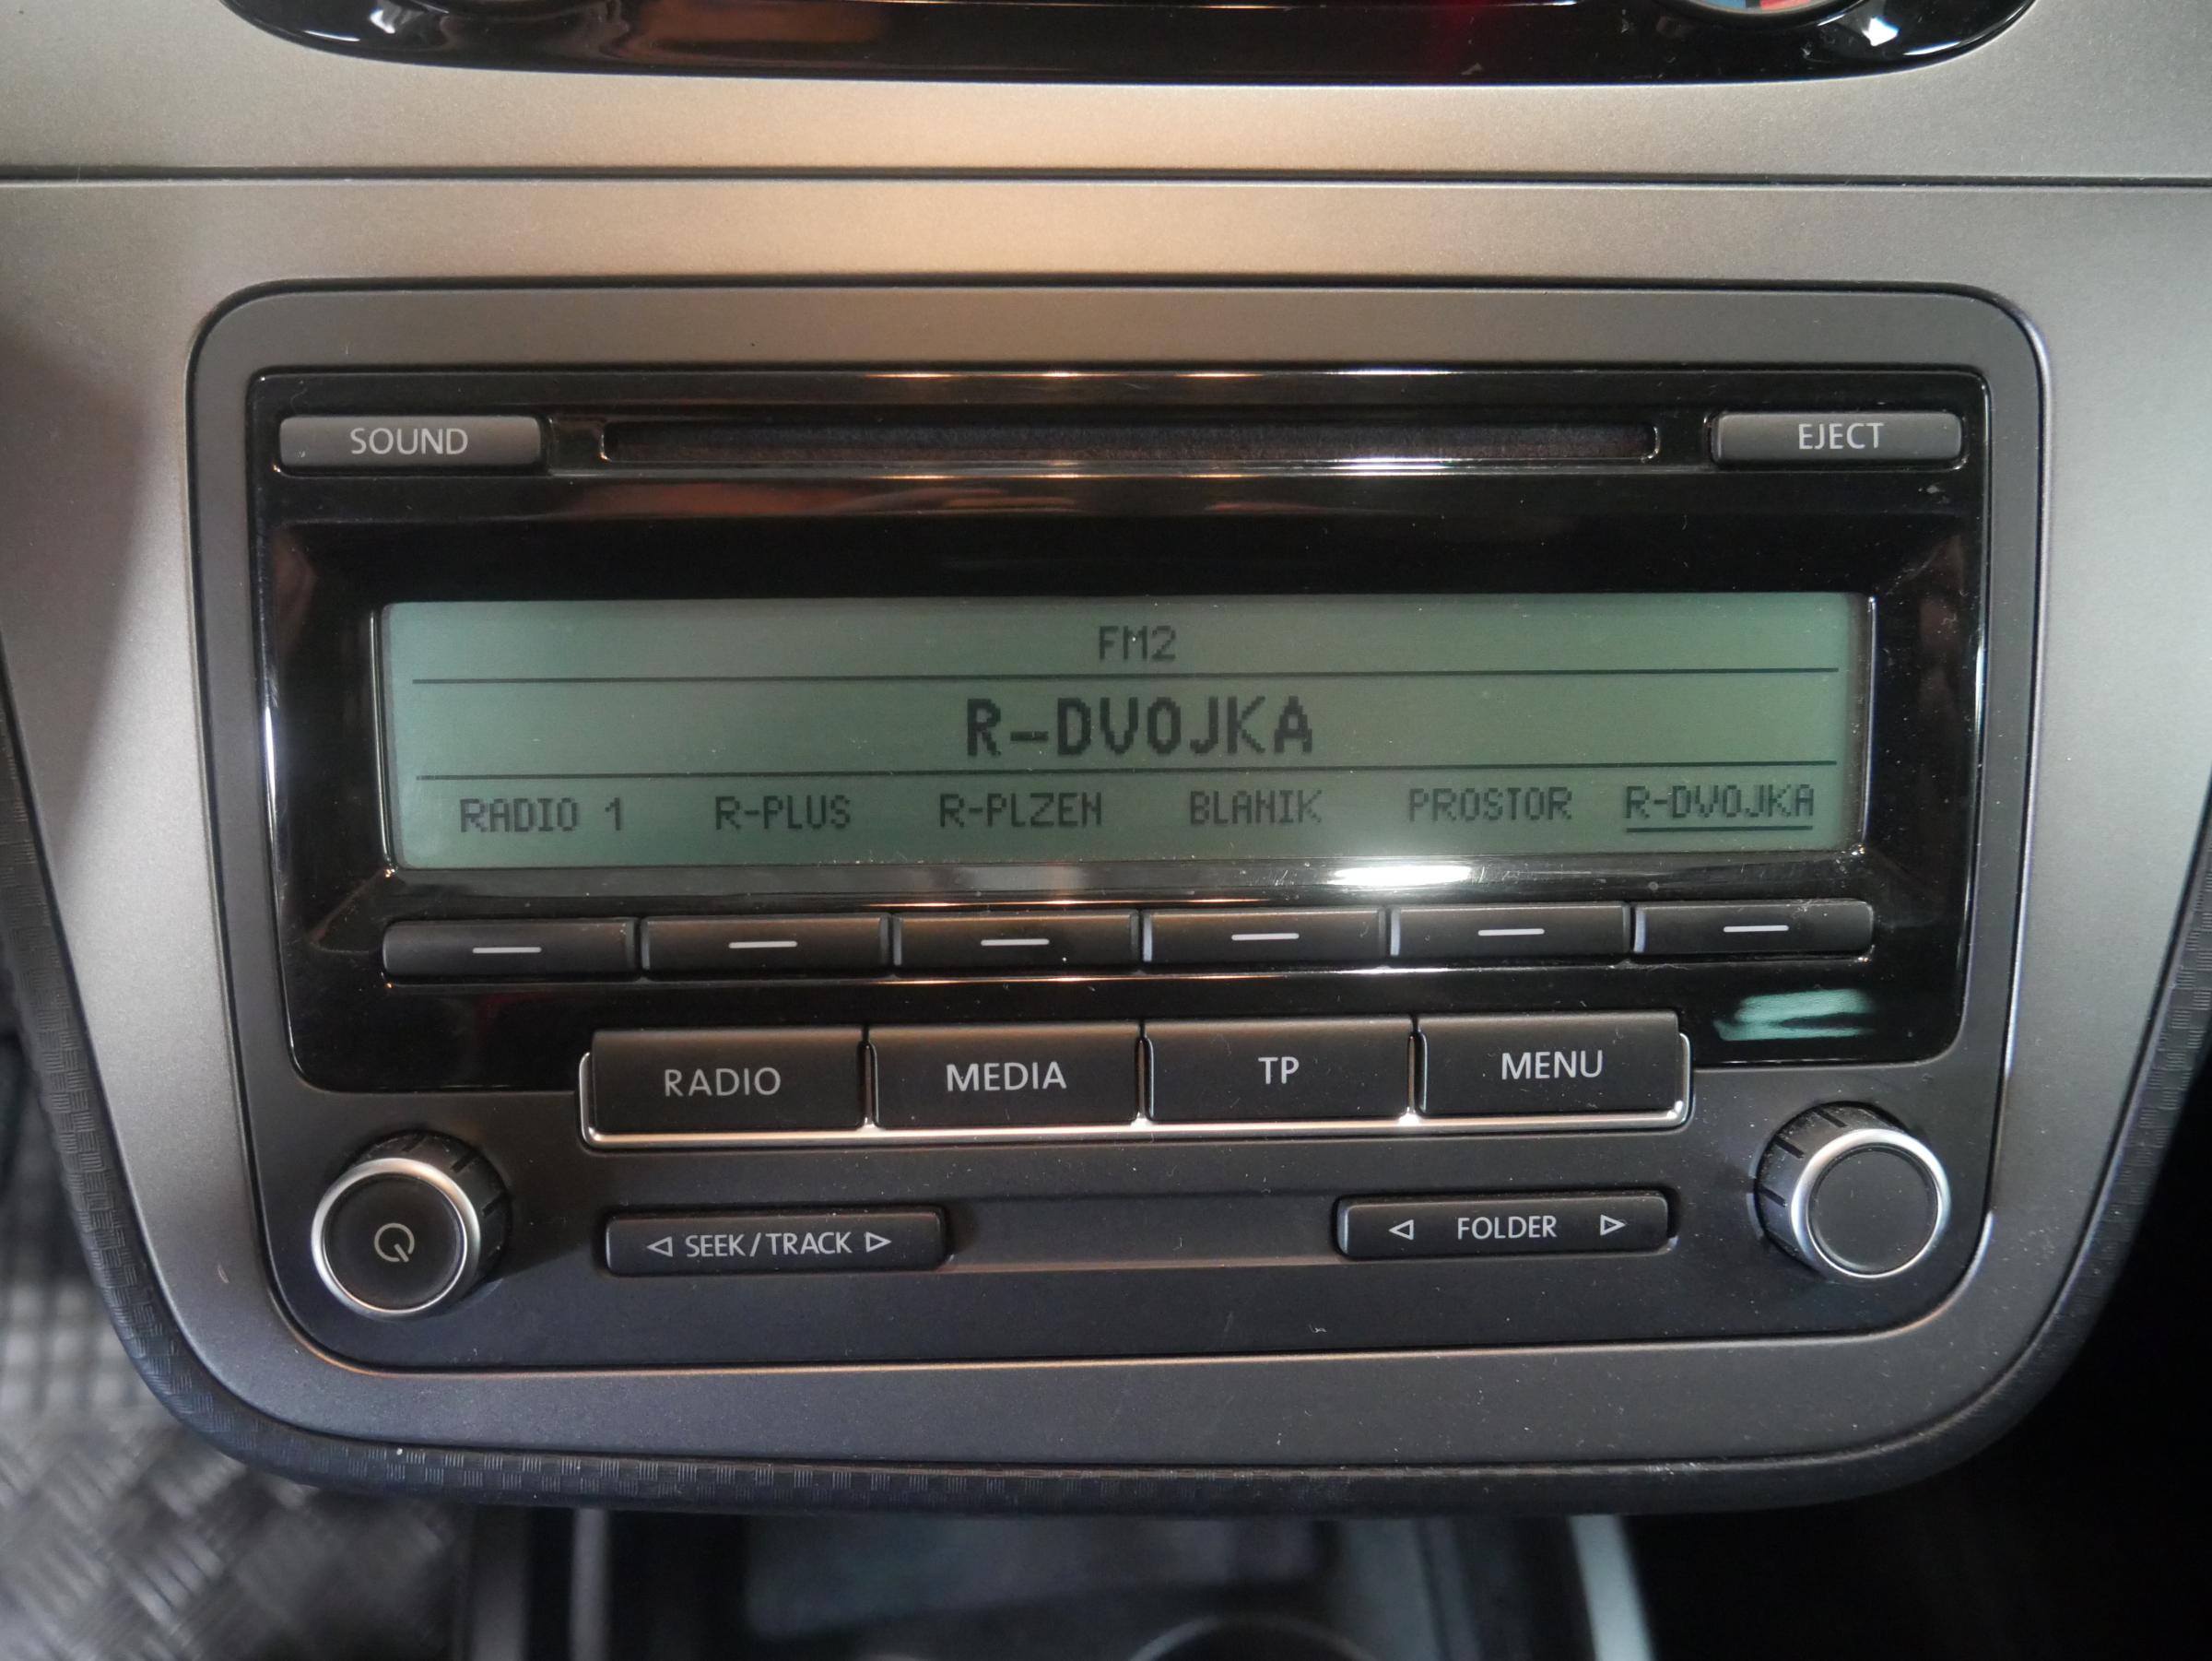 SOUND EJECT
FM2
R-DVOJKA
RADIO 1 R-PLUS R-PLZEN BLANIK PROSTOR R-DVOJKA
RADIO MEDIA TP MENU
SEEK / TRACK FOLDER